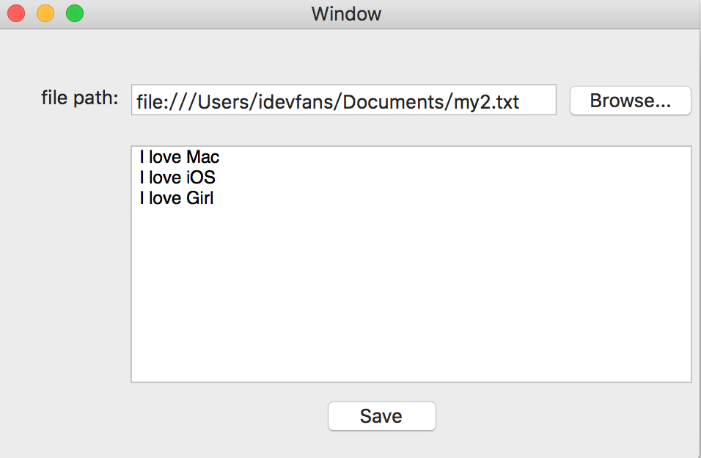 Window
file path: file:///Users/idevfans/Documents/my2.txt Browse...
I love Mac
I love iOS
I love Girl
Save